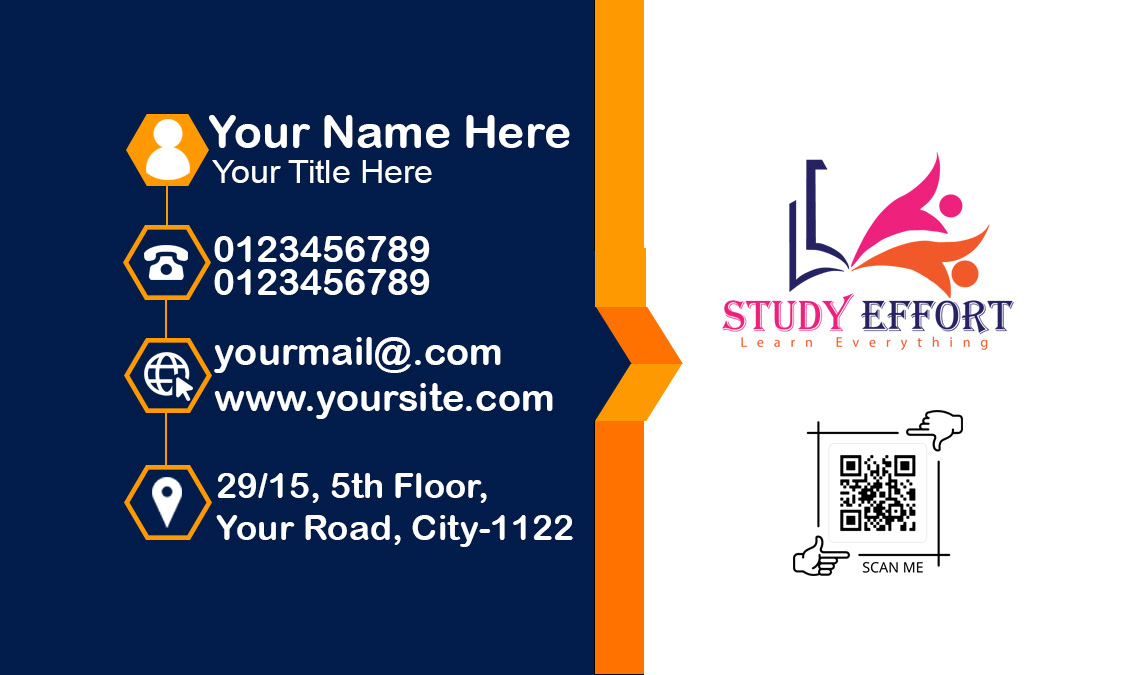 Your Name Here
Your Title Here
0123456789
0123456789
yourmail@.com
www.yoursite.com
29/15, 5th Floor,
Your Road, City-1122
STUDY EFFORT
Learn Everything
SCAN ME